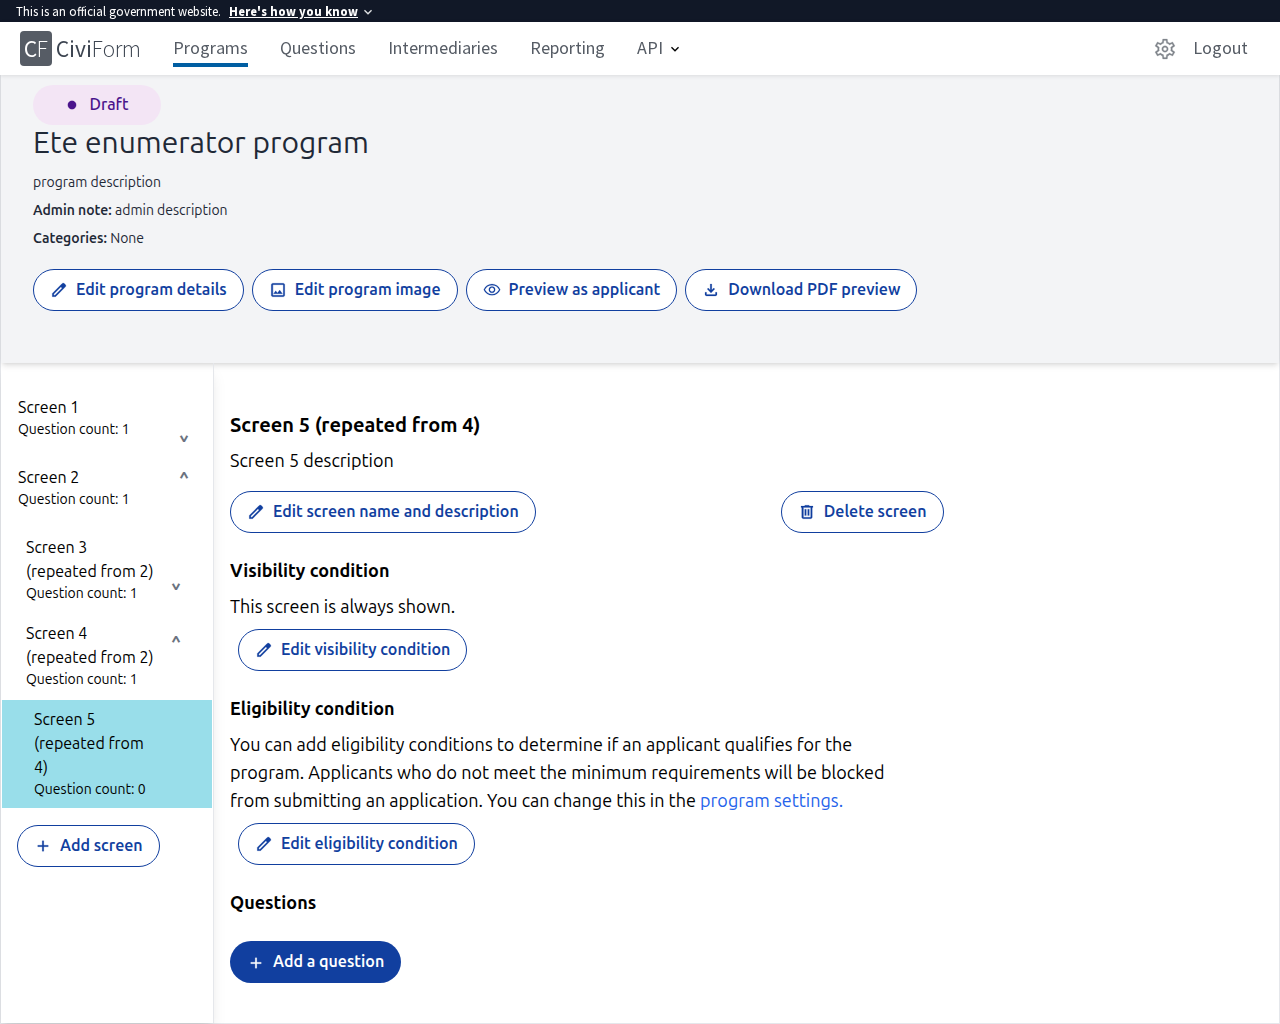 This is an official government website. Here's how you know
CF CiviForm Programs Questions Intermediaries Reporting API Logout
Draft
Ete enumerator program
program description
Admin note: admin description
Categories: None
Edit program details Edit program image Preview as applicant Download PDF preview
Screen 1
Question count: 1
Screen 2
Question count: 1
Screen 3
(repeated from 2)
Question count: 1
Screen 4
(repeated from 2)
Question count: 1
Screen 5
(repeated from
4)
Question count: 0
Add screen
Screen 5 (repeated from 4)
Screen 5 description
Edit screen name and description Delete screen
Visibility condition
This screen is always shown.
Edit visibility condition
Eligibility condition
You can add eligibility conditions to determine if an applicant qualifies for the
program. Applicants who do not meet the minimum requirements will be blocked
from submitting an application. You can change this in the program settings.
Edit eligibility condition
Questions
Add a question